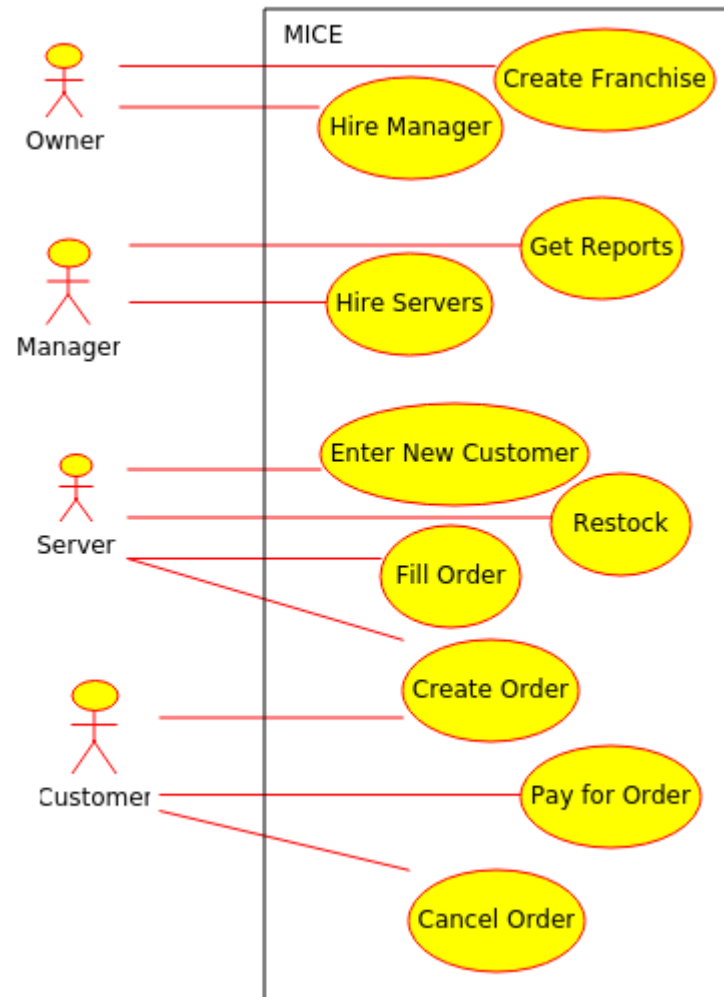 MICE
Create Franchise
Hire Manager
Owner
Get Reports
Hire Servers
Manager
Enter New Customer
Restock
Server
Fill Order
Create Order
Customer
Pay for Order
Cancel Order